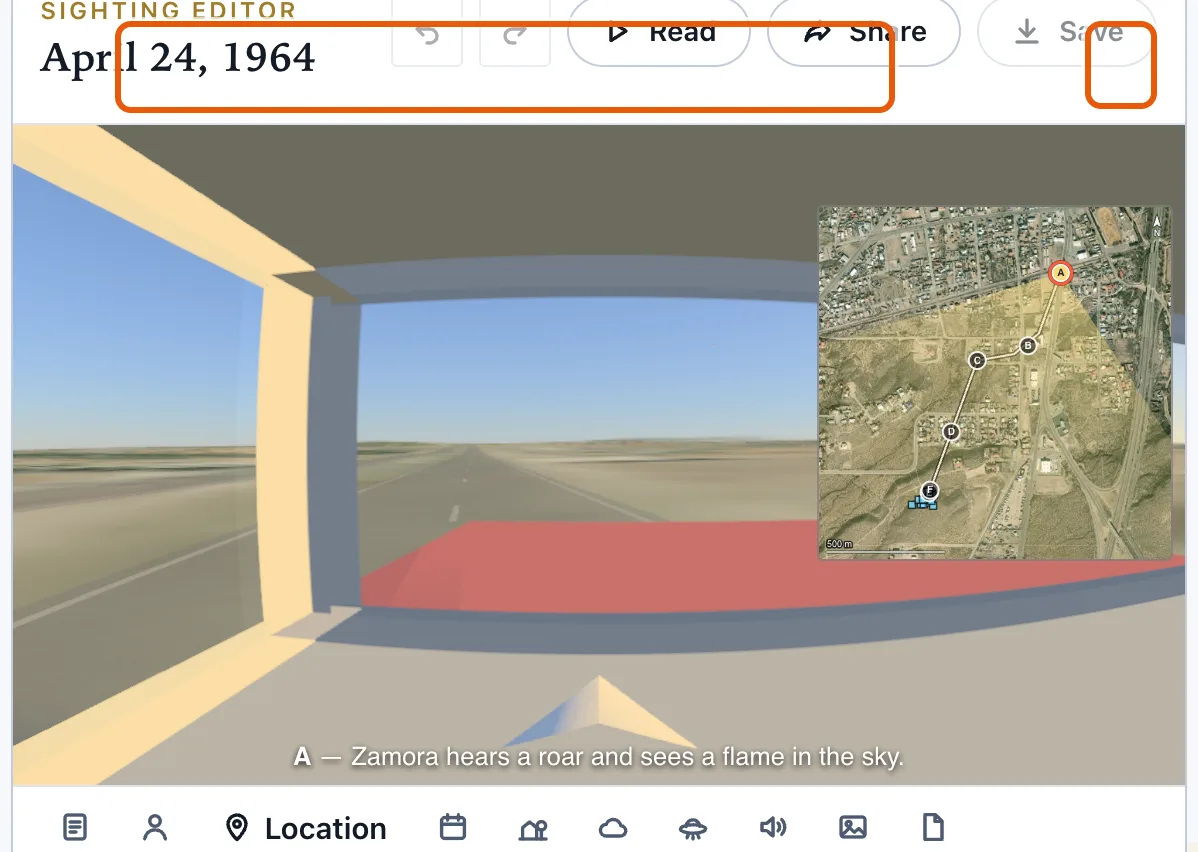 SIGHTING EDITOR
April 24, 1964
Read
Share
Save
N
A
B
C
D
E
500 m
A — Zamora hears a roar and sees a flame in the sky.
Location